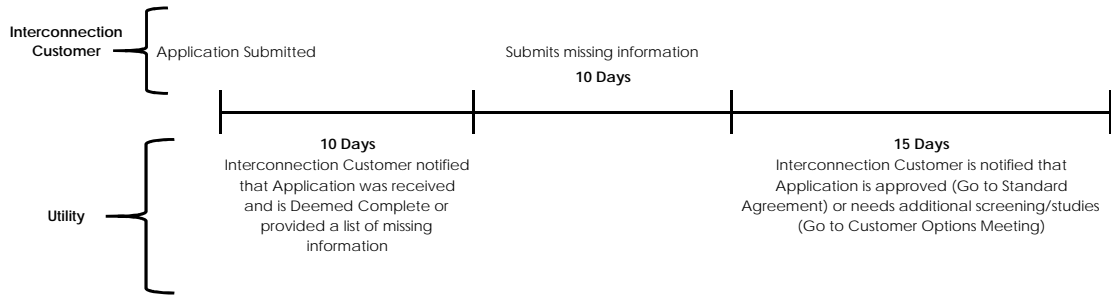 Interconnection
Customer
Application Submitted
Submits missing information
10 Days
10 Days
Interconnection Customer notified
that Application was received
and is Deemed Complete or
provided a list of missing
information
15 Days
Interconnection Customer is notified that
Application is approved (Go to Standard
Agreement) or needs additional screening/studies
(Go to Customer Options Meeting)
Utility